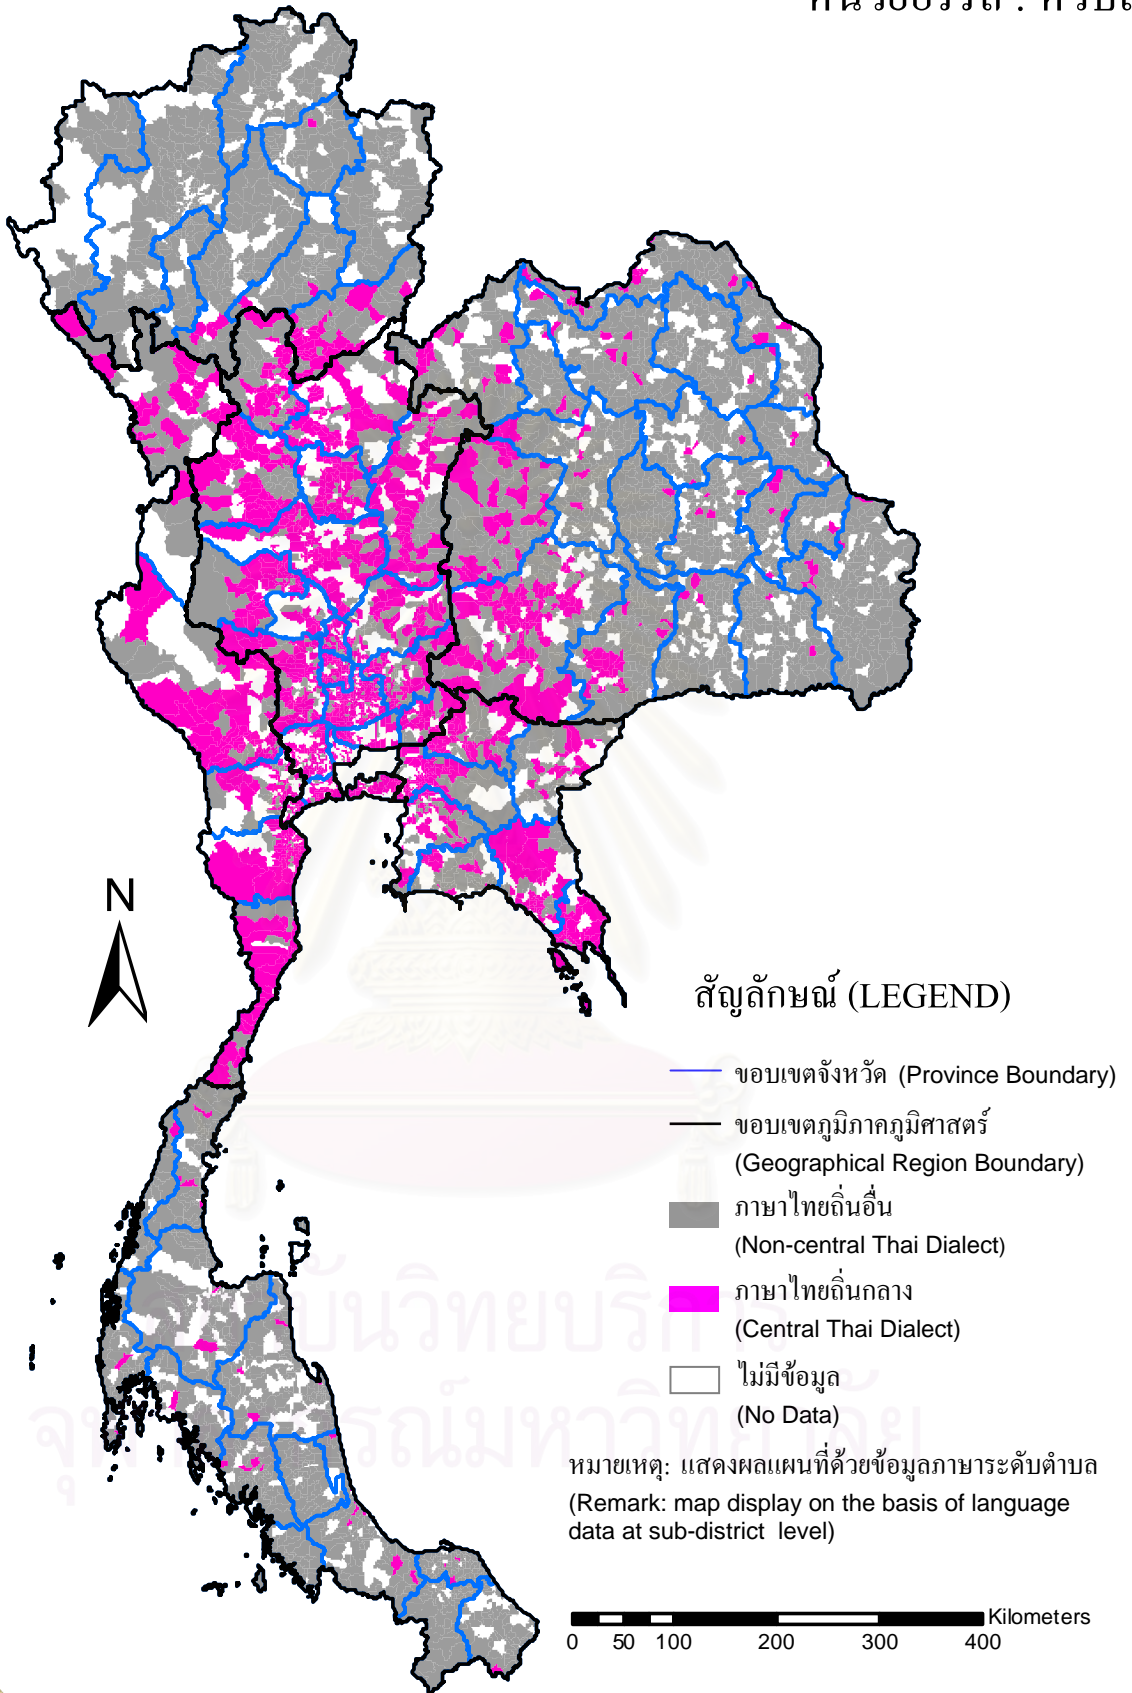 N
สัญลักษณ์ (LEGEND)
ขอบเขตจังหวัด (Province Boundary)
ขอบเขตภูมิภาคภูมิศาสตร์
(Geographical Region Boundary)
ภาษาไทยถิ่นอื่น
(Non-central Thai Dialect)
ภาษาไทยถิ่นกลาง
(Central Thai Dialect)
ไม่มีข้อมูล
(No Data)
หมายเหตุ: แสดงผลแผนที่ด้วยข้อมูลภาษาระดับตำบล
(Remark: map display on the basis of language
data at sub-district level)
Kilometers
0 50 100 200 300 400